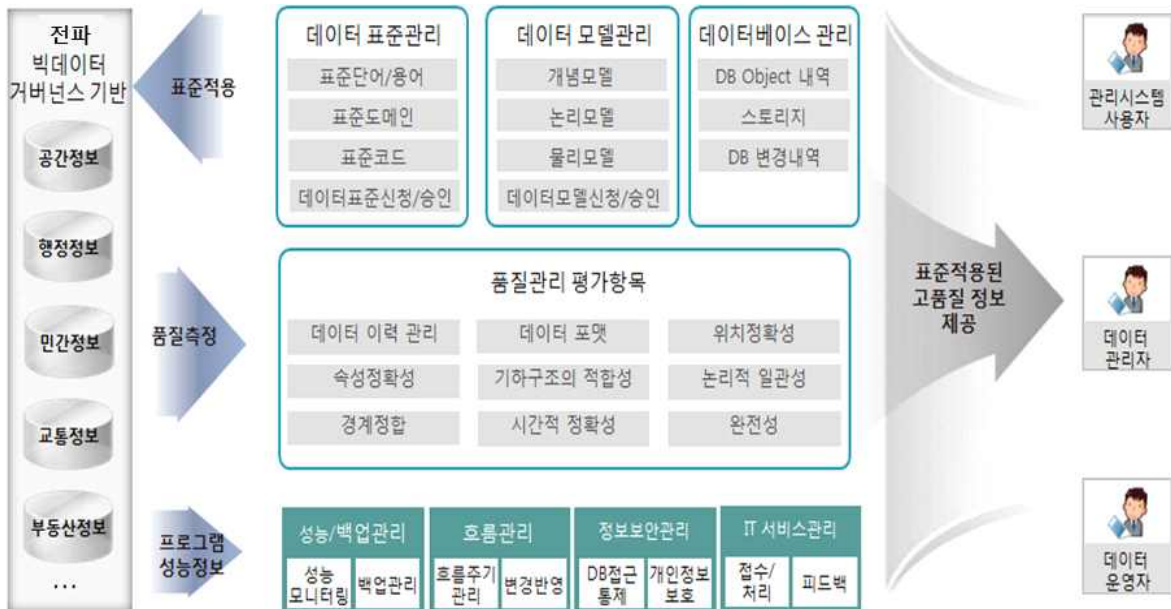 전파
빅데이터
거버넌스 기반
공간정보
행정정보
민간정보
교통정보
부동산정보
...
표준적용
품질측정
프로그램
성능정보
데이터 표준관리
표준단어/용어
표준도메인
표준코드
데이터표준신청/승인
데이터 모델관리
개념모델
논리모델
물리모델
데이터모델신청/승인
데이터베이스 관리
DB Object 내역
스토리지
DB 변경내역
품질관리 평가항목
데이터 이력 관리
데이터 포맷
위치정확성
속성정확성
기하구조의 적합성
논리적 일관성
경계정합
시간적 정확성
완전성
성능/백업관리
성능
모니터링
백업관리
흐름관리
흐름주기
관리
변경반영
정보보안관리
DB접근
통제
개인정보
보호
IT 서비스관리
접수/
처리
피드백
표준적용된
고품질 정보
제공
관리시스템
사용자
데이터
관리자
데이터
운영자